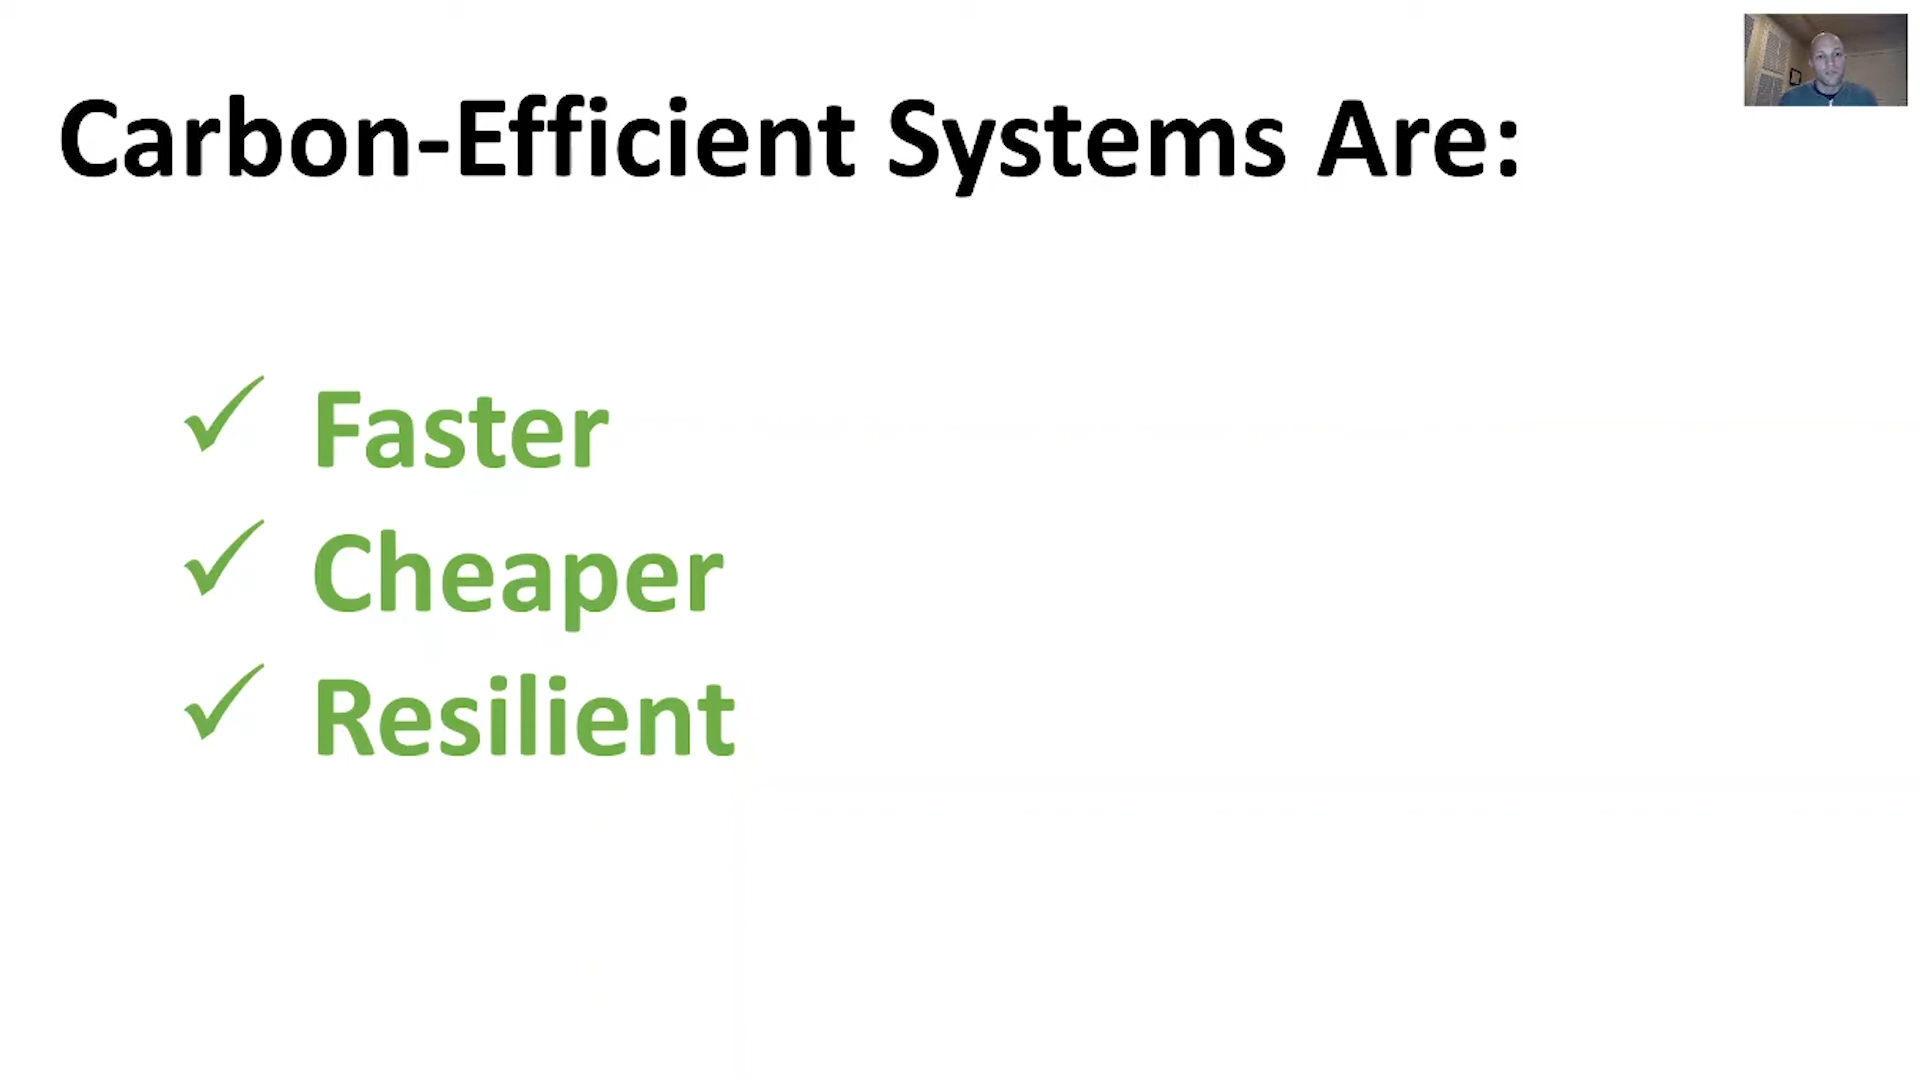 Carbon-Efficient Systems Are:
✓ Faster
✓ Cheaper
✓ Resilient